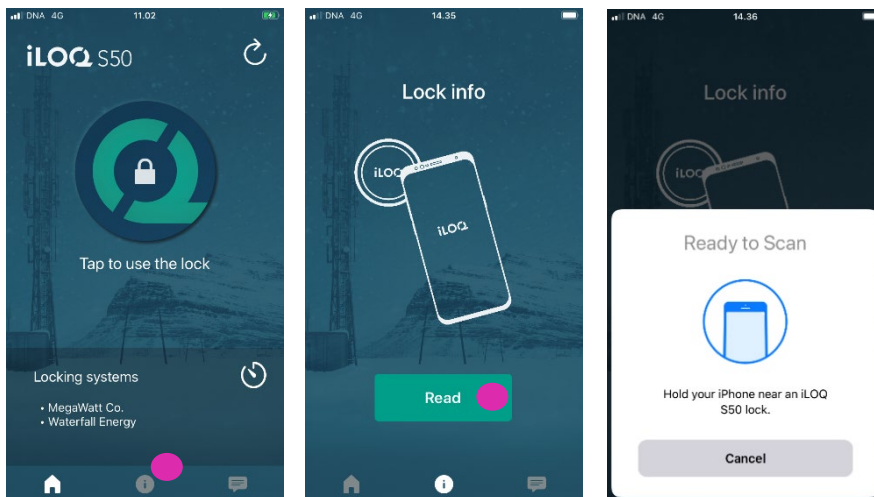 DNA 4G 11.02
iLOQ S50
Tap to use the lock
Locking systems
• MegaWatt Co.
• Waterfall Energy
DNA 4G 14.35
Lock info
iLOQ
iLOQ
Read
DNA 4G 14.36
Lock info
iLOQ
Ready to Scan
Hold your iPhone near an iLOQ
S50 lock.
Cancel